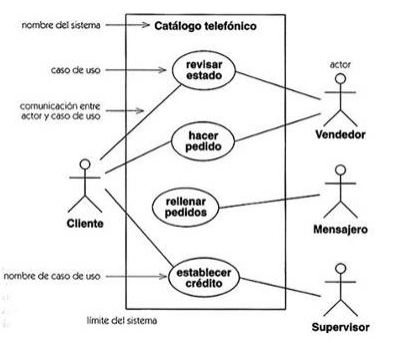 nombre del sistema
Catálogo telefónico
caso de uso
revisar
estado
actor
comunicación entre
actor y caso de uso
hacer
pedido
Vendedor
Cliente
rellenar
pedidos
Mensajero
nombre de caso de uso
establecer
crédito
límite del sistema
Supervisor